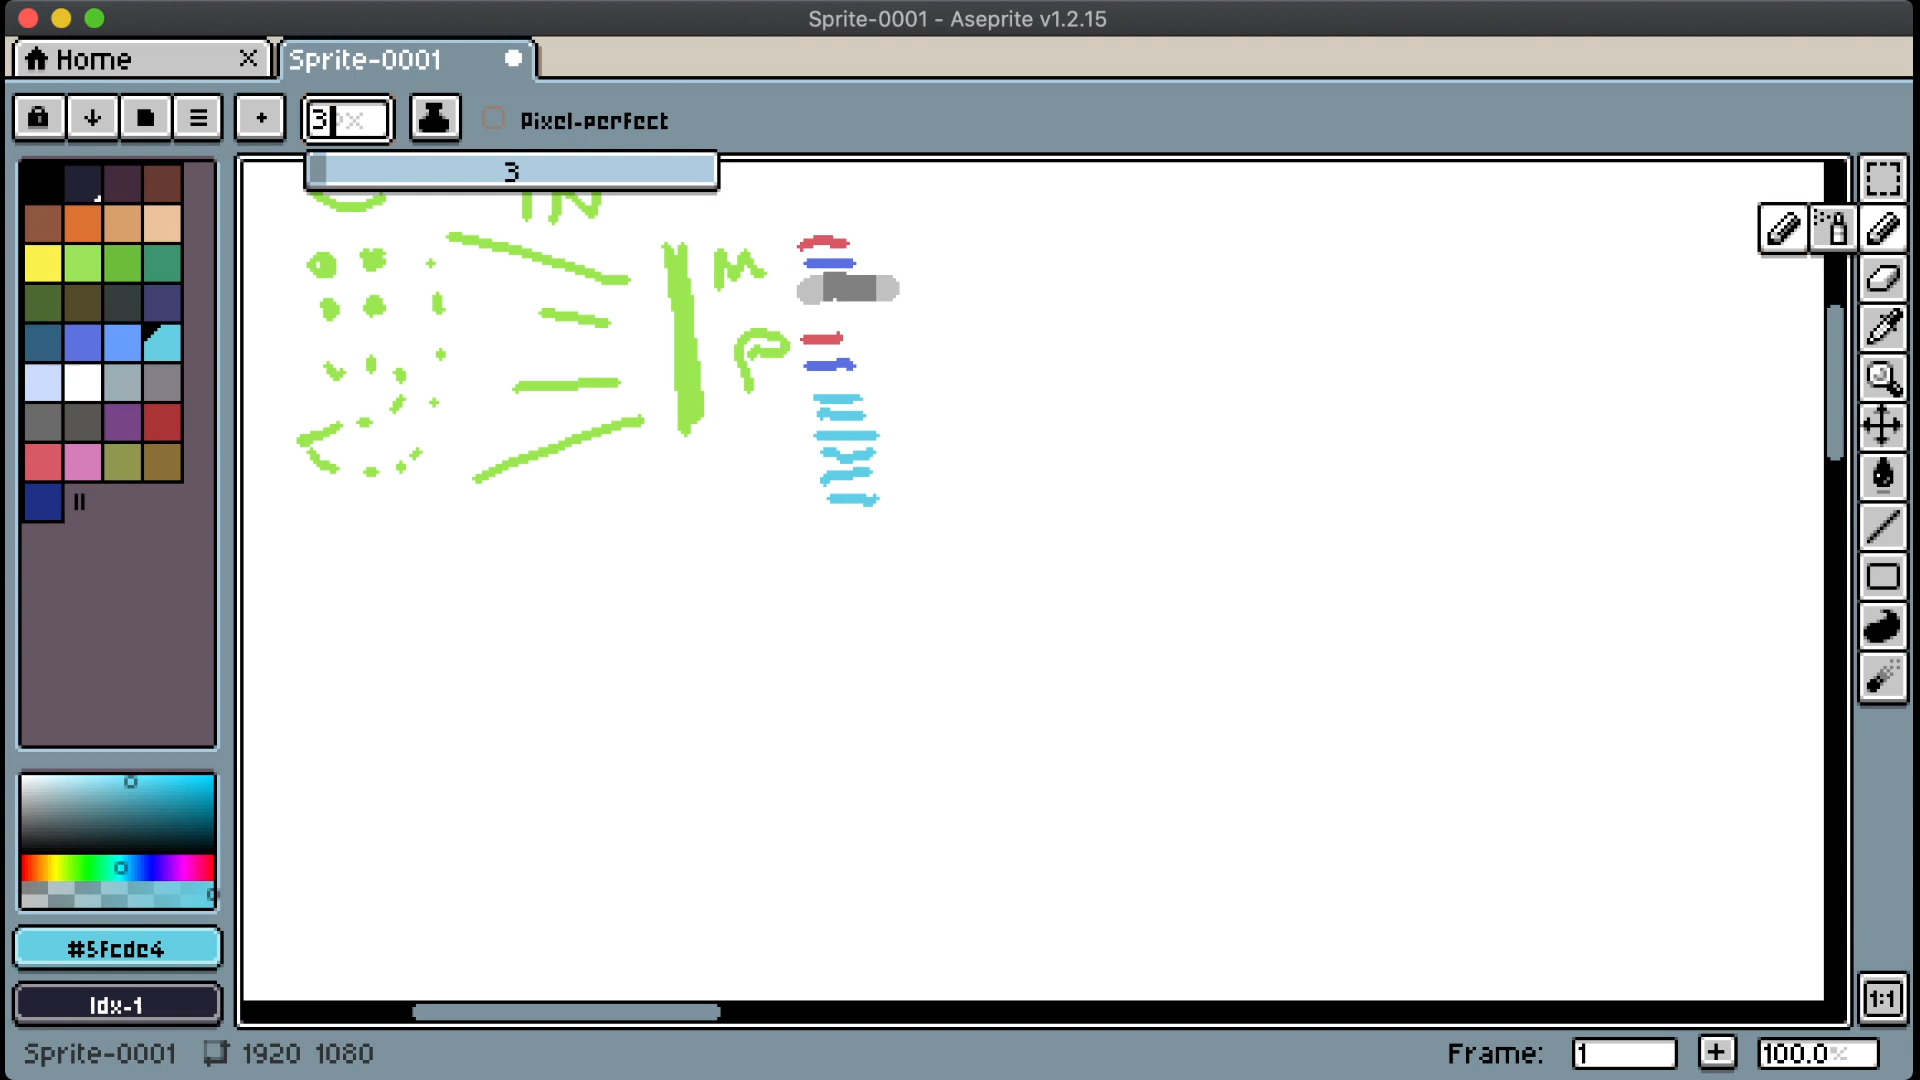 Sprite-0001 - Aseprite v1.2.15
Home
Sprite-0001
3
Pixel-perfect
3
IN
M
#5fcde4
Idx-1
1:1
Sprite-0001 1920 1080
Frame: 1
100.0%